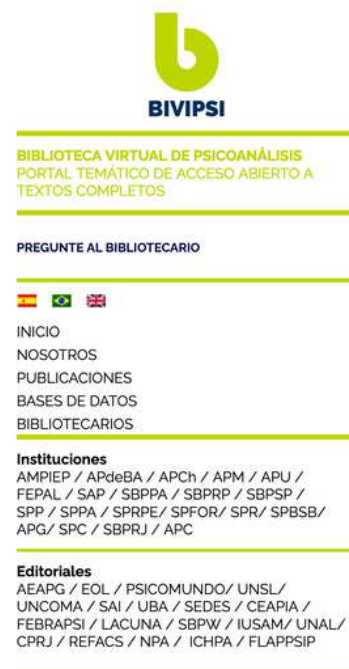 b
BIVIPSI
BIBLIOTECA VIRTUAL DE PSICOANÁLISIS
PORTAL TEMÁTICO DE ACCESO ABIERTO A
TEXTOS COMPLETOS
PREGUNTE AL BIBLIOTECARIO
INICIO
NOSOTROS
PUBLICACIONES
BASES DE DATOS
BIBLIOTECARIOS
Instituciones
AMPIEP / APdeBA / APCh / APM / APU /
FEPAL / SAP / SBPPA / SBPRP / SBPSP /
SPP / SPPA / SPRPE/ SPFOR/ SPR/ SPBSB/
APG/ SPC / SBPRJ / APC
Editoriales
AEAPG / EOL / PSICOMUNDO/ UNSL/
UNCOMA / SAI / UBA / SEDES / CEAPIA /
FEBRAPSI / LACUNA / SBPW / IUSAM/ UNAL/
CPRJ / REFACS / NPA / ICHPA / FLAPPSIP